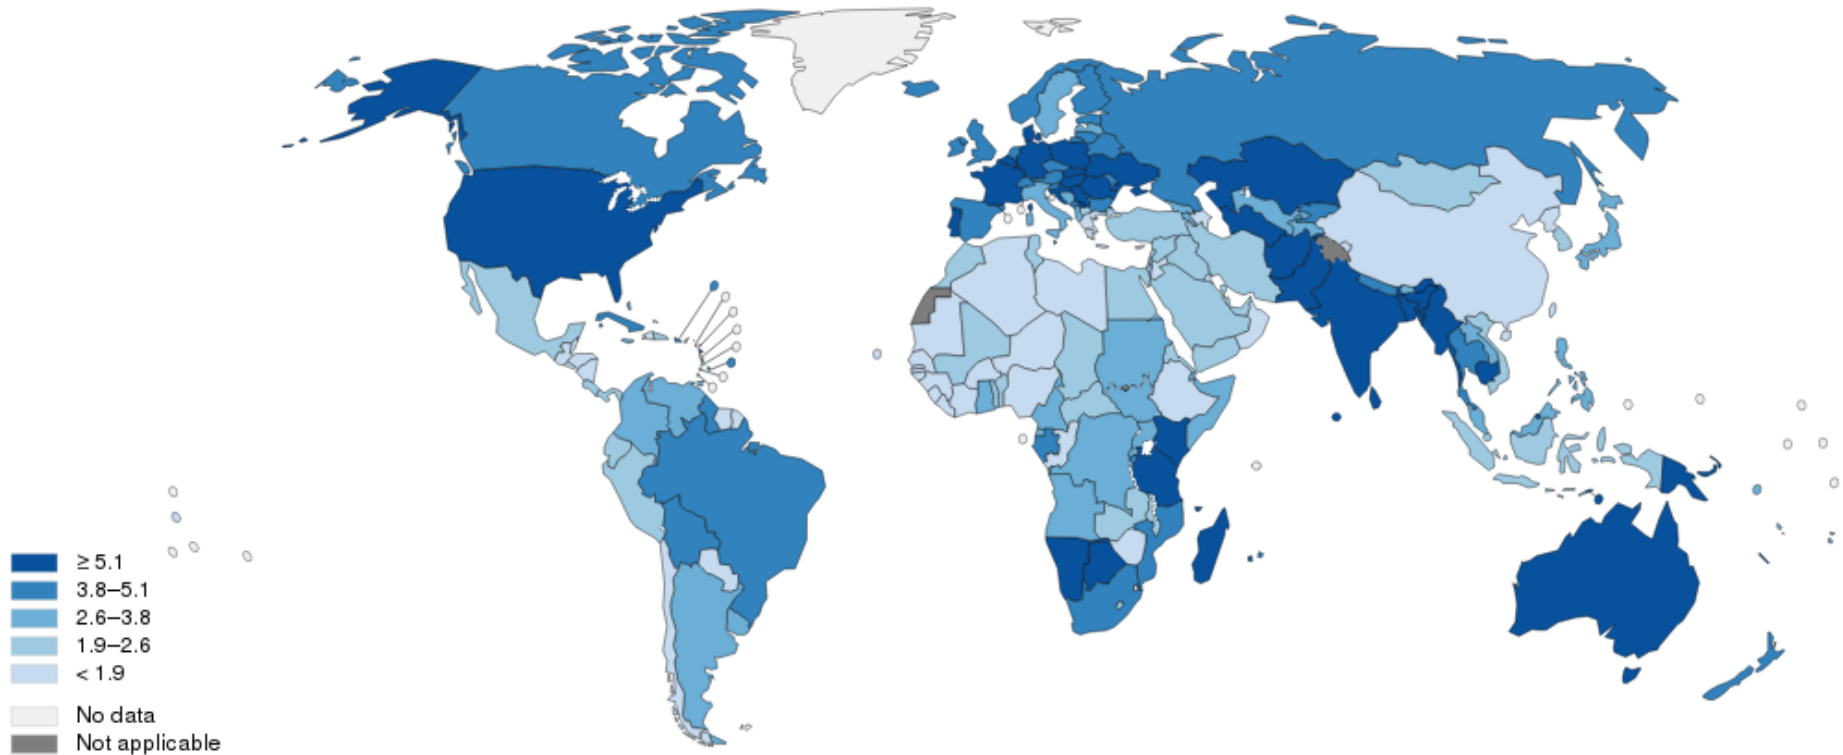 ≥ 5.1
3.8–5.1
2.6–3.8
1.9–2.6
< 1.9
No data
Not applicable